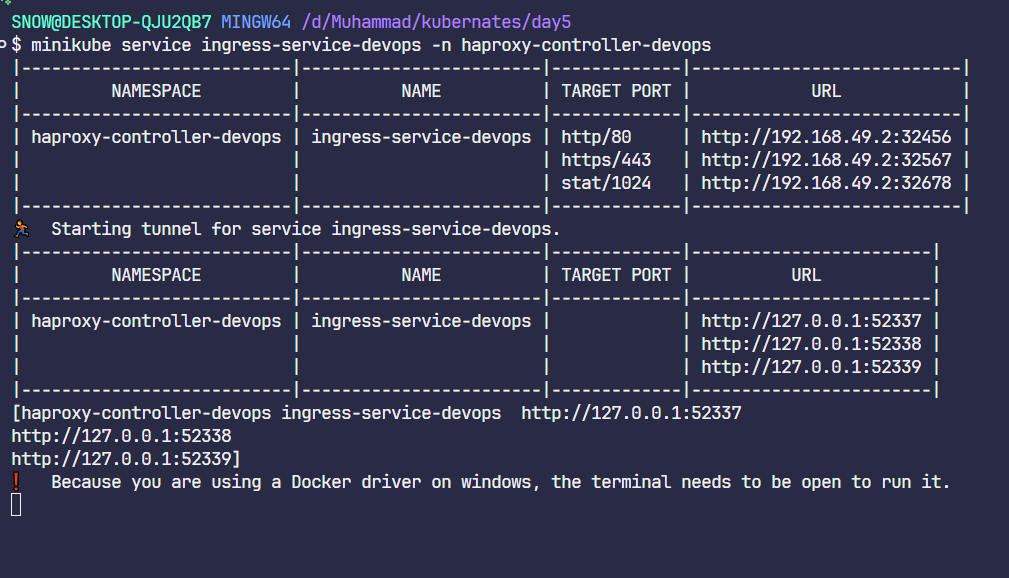 SNOW@DESKTOP-QJU2QB7 MINGW64 /d/Muhammad/kubernates/day5
$ minikube service ingress-service-devops -n haproxy-controller-devops
|---------------------------|------------------------|-------------|---------------------------|
|         NAMESPACE         |          NAME          | TARGET PORT |            URL            |
|---------------------------|------------------------|-------------|---------------------------|
| haproxy-controller-devops | ingress-service-devops | http/80     | http://192.168.49.2:32456 |
|                           |                        | https/443   | http://192.168.49.2:32567 |
|                           |                        | stat/1024   | http://192.168.49.2:32678 |
|---------------------------|------------------------|-------------|---------------------------|
🏃  Starting tunnel for service ingress-service-devops.
|---------------------------|------------------------|-------------|------------------------|
|         NAMESPACE         |          NAME          | TARGET PORT |          URL           |
|---------------------------|------------------------|-------------|------------------------|
| haproxy-controller-devops | ingress-service-devops |             | http://127.0.0.1:52337 |
|                           |                        |             | http://127.0.0.1:52338 |
|                           |                        |             | http://127.0.0.1:52339 |
|---------------------------|------------------------|-------------|------------------------|
[haproxy-controller-devops ingress-service-devops  http://127.0.0.1:52337
http://127.0.0.1:52338
http://127.0.0.1:52339]
❗  Because you are using a Docker driver on windows, the terminal needs to be open to run it.